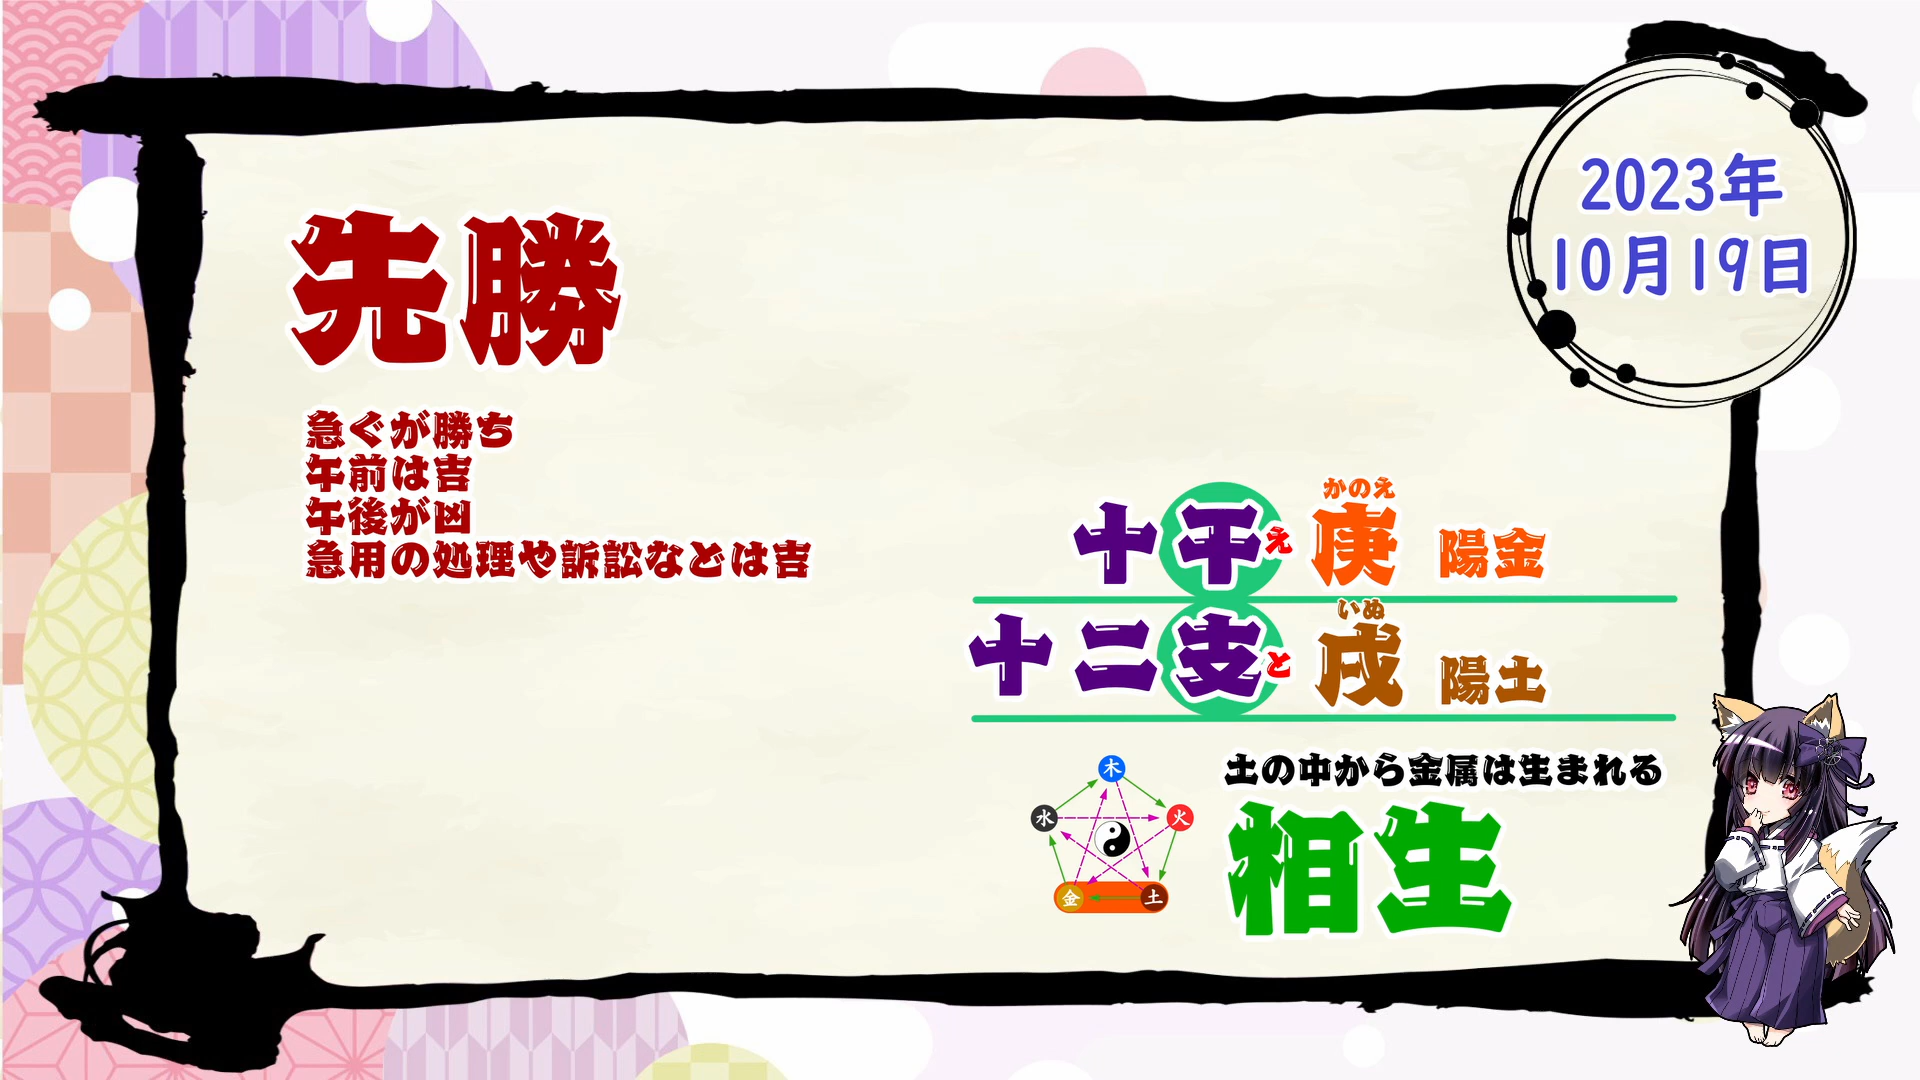 2023年
10月19日
先勝
急ぐが勝ち
午前は吉
午後が凶
急用の処理や訴訟などは吉
かのえ
十干え 庚 陽金
いぬ
十二支と 戌 陽土
土の中から金属は生まれる
相生
木
水
火
金
土